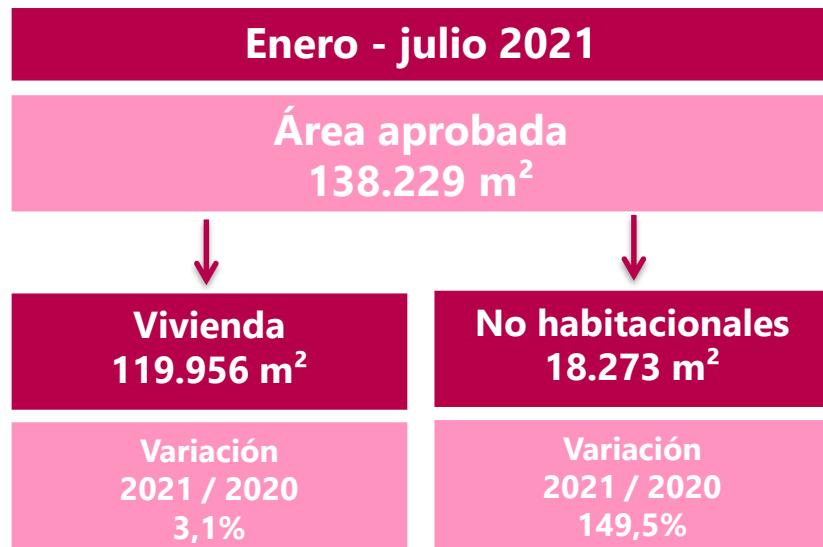 Enero - julio 2021
Área aprobada
138.229 m²
Vivienda
119.956 m²
No habitacionales
18.273 m²
Variación
2021 / 2020
3,1%
Variación
2021 / 2020
149,5%